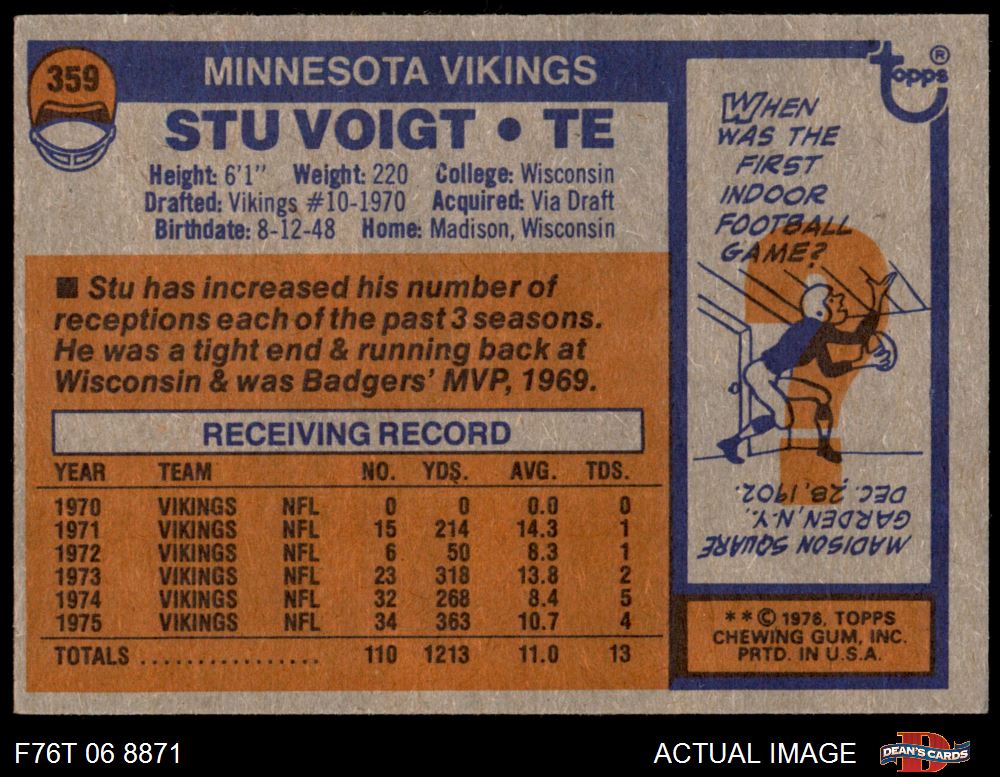 359
MINNESOTA VIKINGS
STU VOIGT • TE
Height: 6'1" Weight: 220 College: Wisconsin
Drafted: Vikings #10-1970 Acquired: Via Draft
Birthdate: 8-12-48 Home: Madison, Wisconsin
■ Stu has increased his number of
receptions each of the past 3 seasons.
He was a tight end & running back at
Wisconsin & was Badgers' MVP, 1969.
RECEIVING RECORD
YEAR TEAM NO. YDS. AVG. TDS.
1970 VIKINGS NFL 0 0 0.0 0
1971 VIKINGS NFL 15 214 14.3 1
1972 VIKINGS NFL 6 50 8.3 1
1973 VIKINGS NFL 23 318 13.8 2
1974 VIKINGS NFL 32 268 8.4 5
1975 VIKINGS NFL 34 363 10.7 4
TOTALS ................ 110 1213 11.0 13
topps ®
WHEN
WAS THE
FIRST
INDOOR
FOOTBALL
GAME?
?
MADISON SQUARE
GARDEN, N.Y.,
DEC. 28, 1902.
* * © 1976, TOPPS
CHEWING GUM, INC.
PRTD. IN U.S.A.
F76T 06 8871
ACTUAL IMAGE
D
DEAN'S CARDS